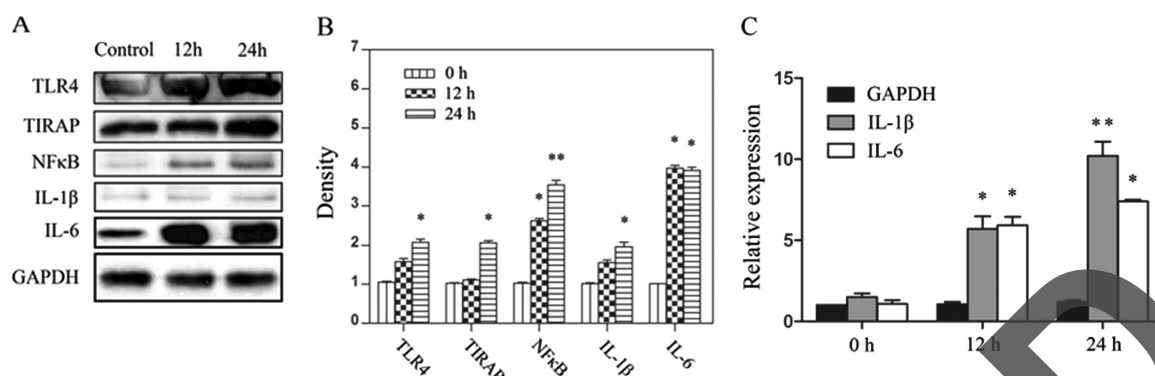 A
Control 12h 24h
TLR4
TIRAP
NFκB
IL-1β
IL-6
GAPDH
B
7
6
5
4
3
2
1
0
Density
0 h
12 h
24 h
*
*
*
**
*
*
*
TLR4
TIRAP
NFκB
IL-1β
IL-6
C
15
10
5
0
Relative expression
GAPDH
IL-1β
IL-6
*
*
**
*
0 h
12 h
24 h